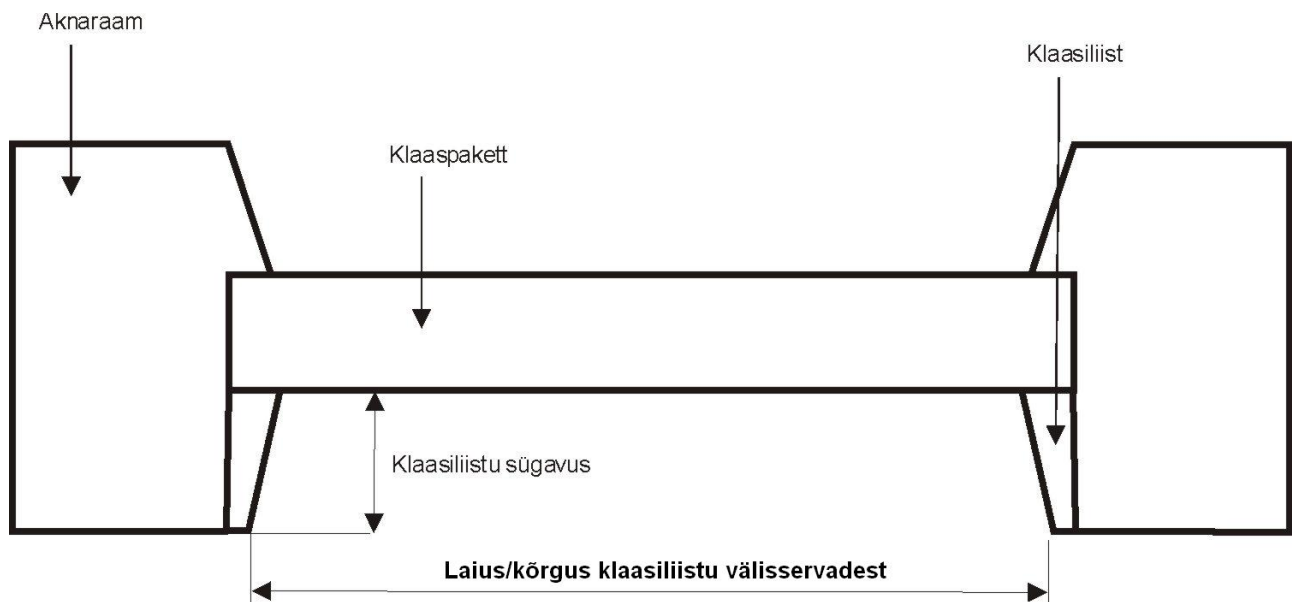 Aknaraam
Klaasiliist
Klaaspakett
Klaasiliistu sügavus
Laius/kõrgus klaasiliistu välisservadest